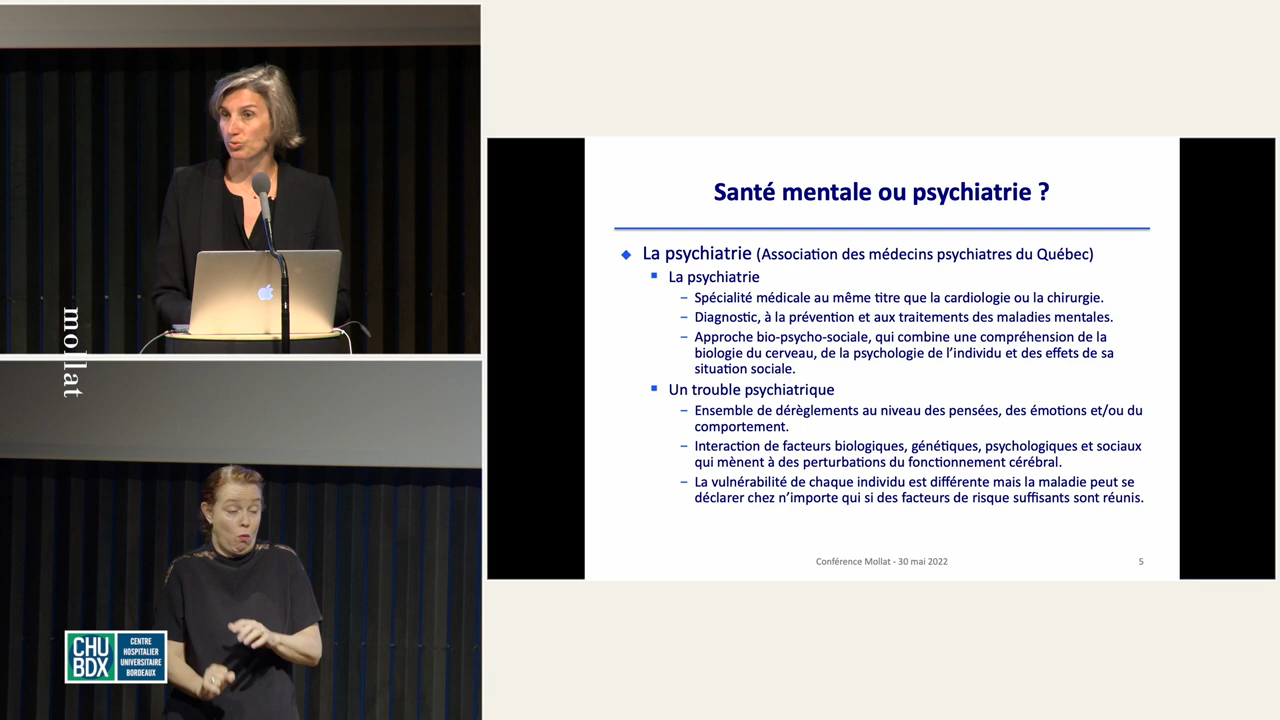 mollat
CHU
BDX
CENTRE
HOSPITALIER
UNIVERSITAIRE
BORDEAUX
Santé mentale ou psychiatrie ?
La psychiatrie (Association des médecins psychiatres du Québec)
La psychiatrie
– Spécialité médicale au même titre que la cardiologie ou la chirurgie.
– Diagnostic, à la prévention et aux traitements des maladies mentales.
– Approche bio-psycho-sociale, qui combine une compréhension de la
biologie du cerveau, de la psychologie de l'individu et des effets de sa
situation sociale.
Un trouble psychiatrique
– Ensemble de dérèglements au niveau des pensées, des émotions et/ou du
comportement.
– Interaction de facteurs biologiques, génétiques, psychologiques et sociaux
qui mènent à des perturbations du fonctionnement cérébral.
– La vulnérabilité de chaque individu est différente mais la maladie peut se
déclarer chez n'importe qui si des facteurs de risque suffisants sont réunis.
Conférence Mollat - 30 mai 2022
5